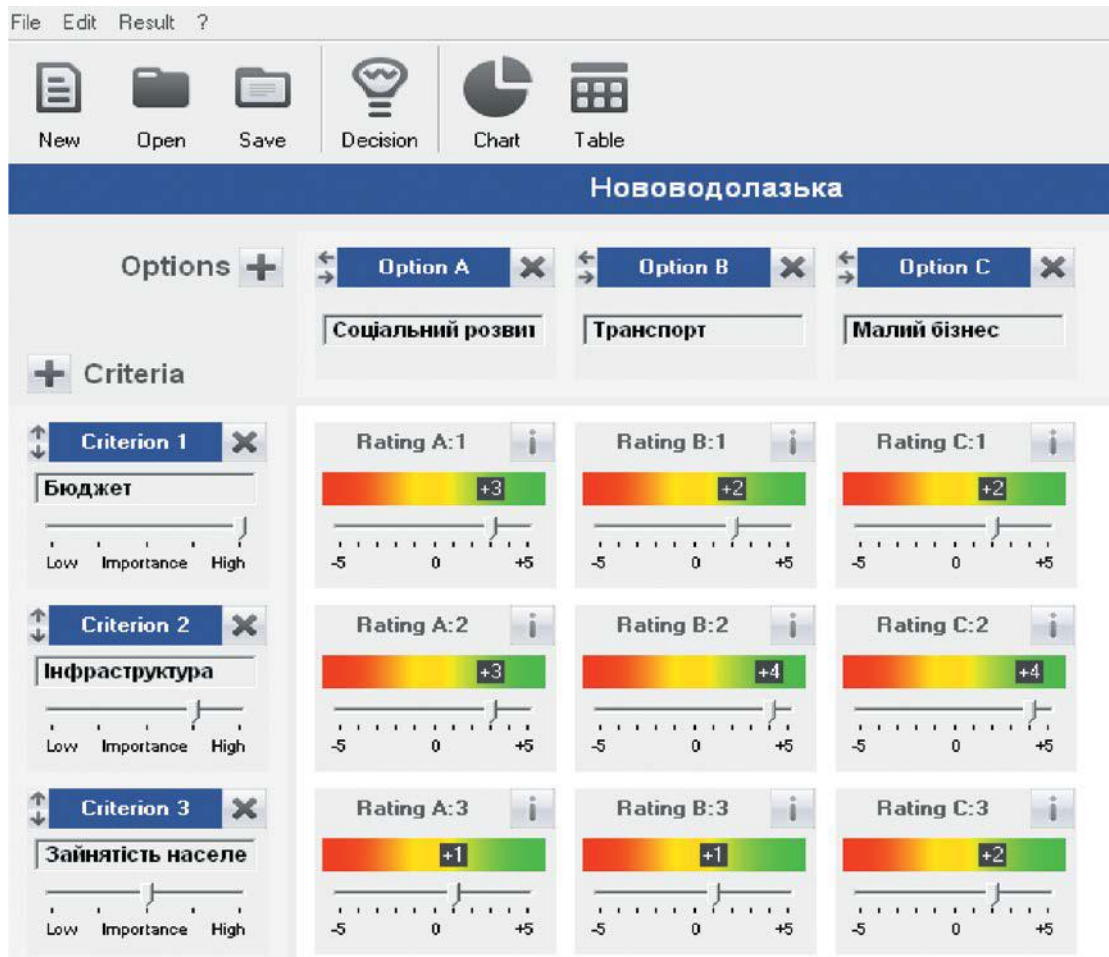 File Edit Result ?
New Open Save Decision Chart Table
Нововодолазька
Options
Option A Option B Option C
Соціальний розвит Транспорт Малий бізнес
Criteria
Criterion 1 Rating A:1 Rating B:1 Rating C:1
Бюджет +3 +2 +2
Low Importance High -5 0 +5 -5 0 +5 -5 0 +5
Criterion 2 Rating A:2 Rating B:2 Rating C:2
Інфраструктура +3 +4 +4
Low Importance High -5 0 +5 -5 0 +5 -5 0 +5
Criterion 3 Rating A:3 Rating B:3 Rating C:3
Зайнятість населе +1 +1 +2
Low Importance High -5 0 +5 -5 0 +5 -5 0 +5